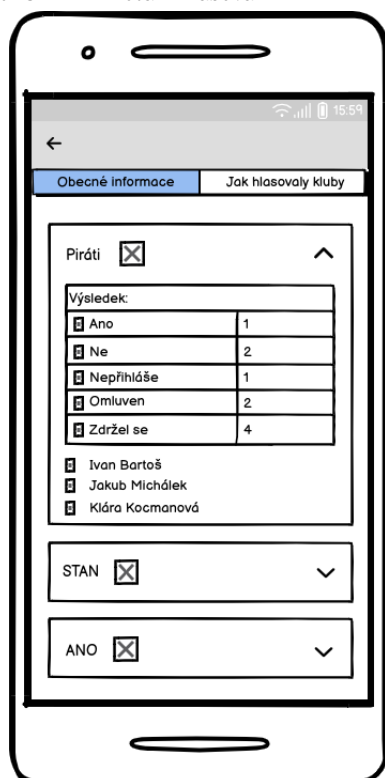 15:59
Obecné informace Jak hlasovaly kluby
Piráti
Výsledek:
Ano 1
Ne 2
Nepřihláše 1
Omluven 2
Zdržel se 4
Ivan Bartoš
Jakub Michálek
Klára Kocmanová
STAN
ANO